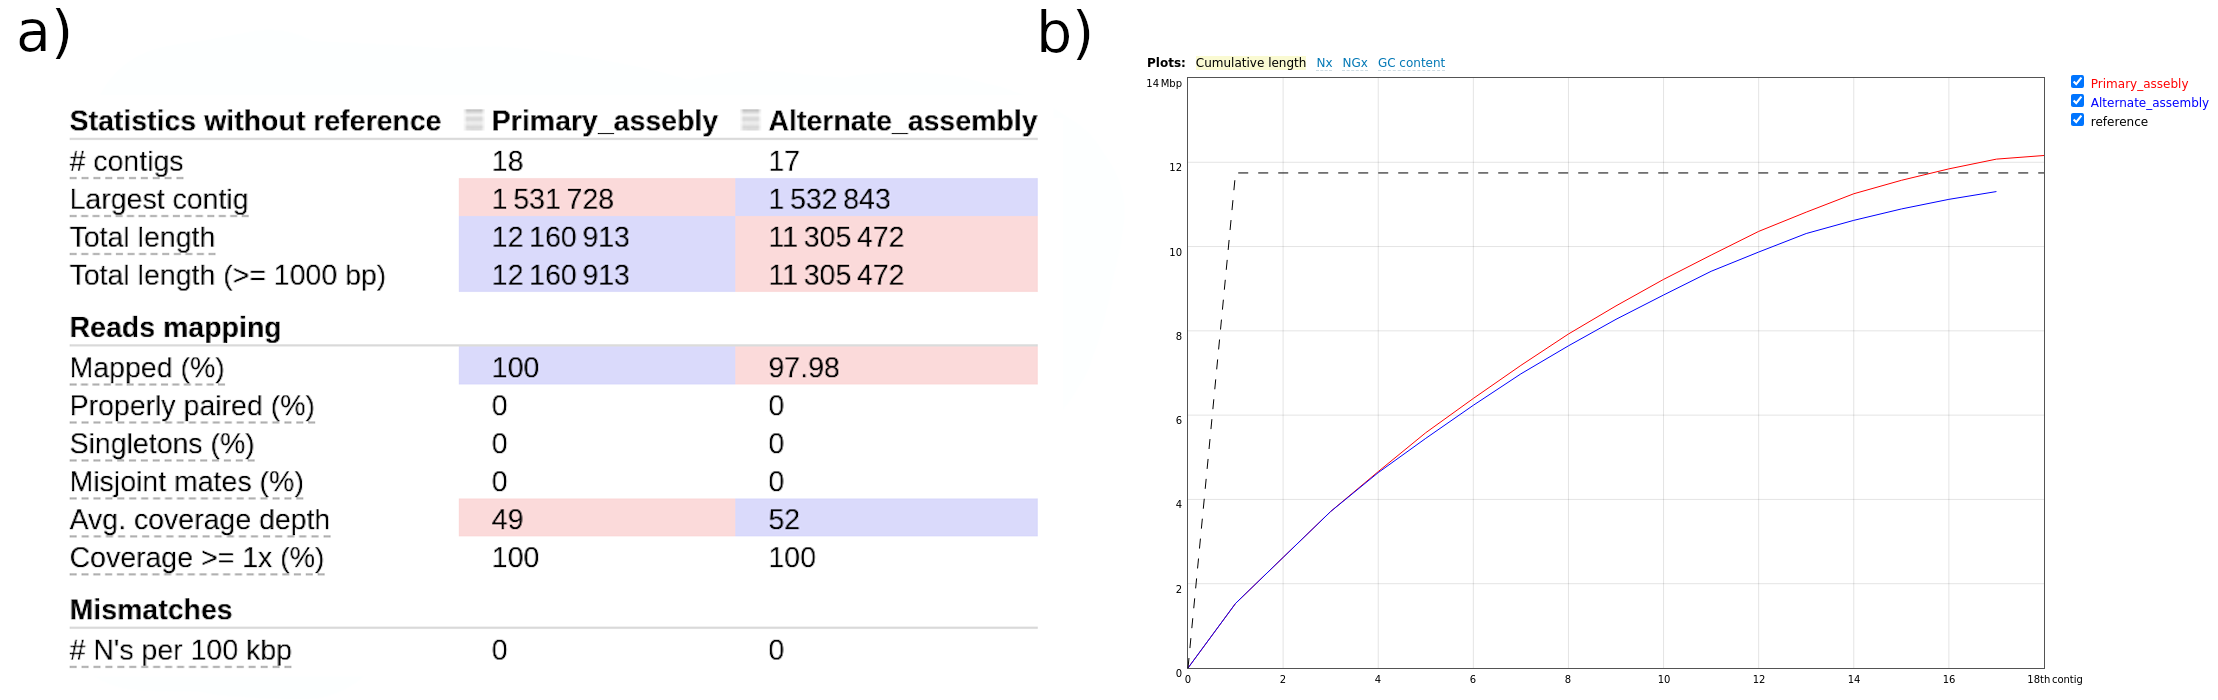 a)
Statistics without reference Primary_assebly Alternate_assembly
# contigs 18 17
Largest contig 1 531 728 1 532 843
Total length 12 160 913 11 305 472
Total length (>= 1000 bp) 12 160 913 11 305 472
Reads mapping
Mapped (%) 100 97.98
Properly paired (%) 0 0
Singletons (%) 0 0
Misjoint mates (%) 0 0
Avg. coverage depth 49 52
Coverage >= 1x (%) 100 100
Mismatches
# N's per 100 kbp 0 0
b)
Plots: Cumulative length Nx NGx GC content
14 Mbp
12
10
8
6
4
2
0
0 2 4 6 8 10 12 14 16 18th contig
Primary_assebly
Alternate_assembly
reference